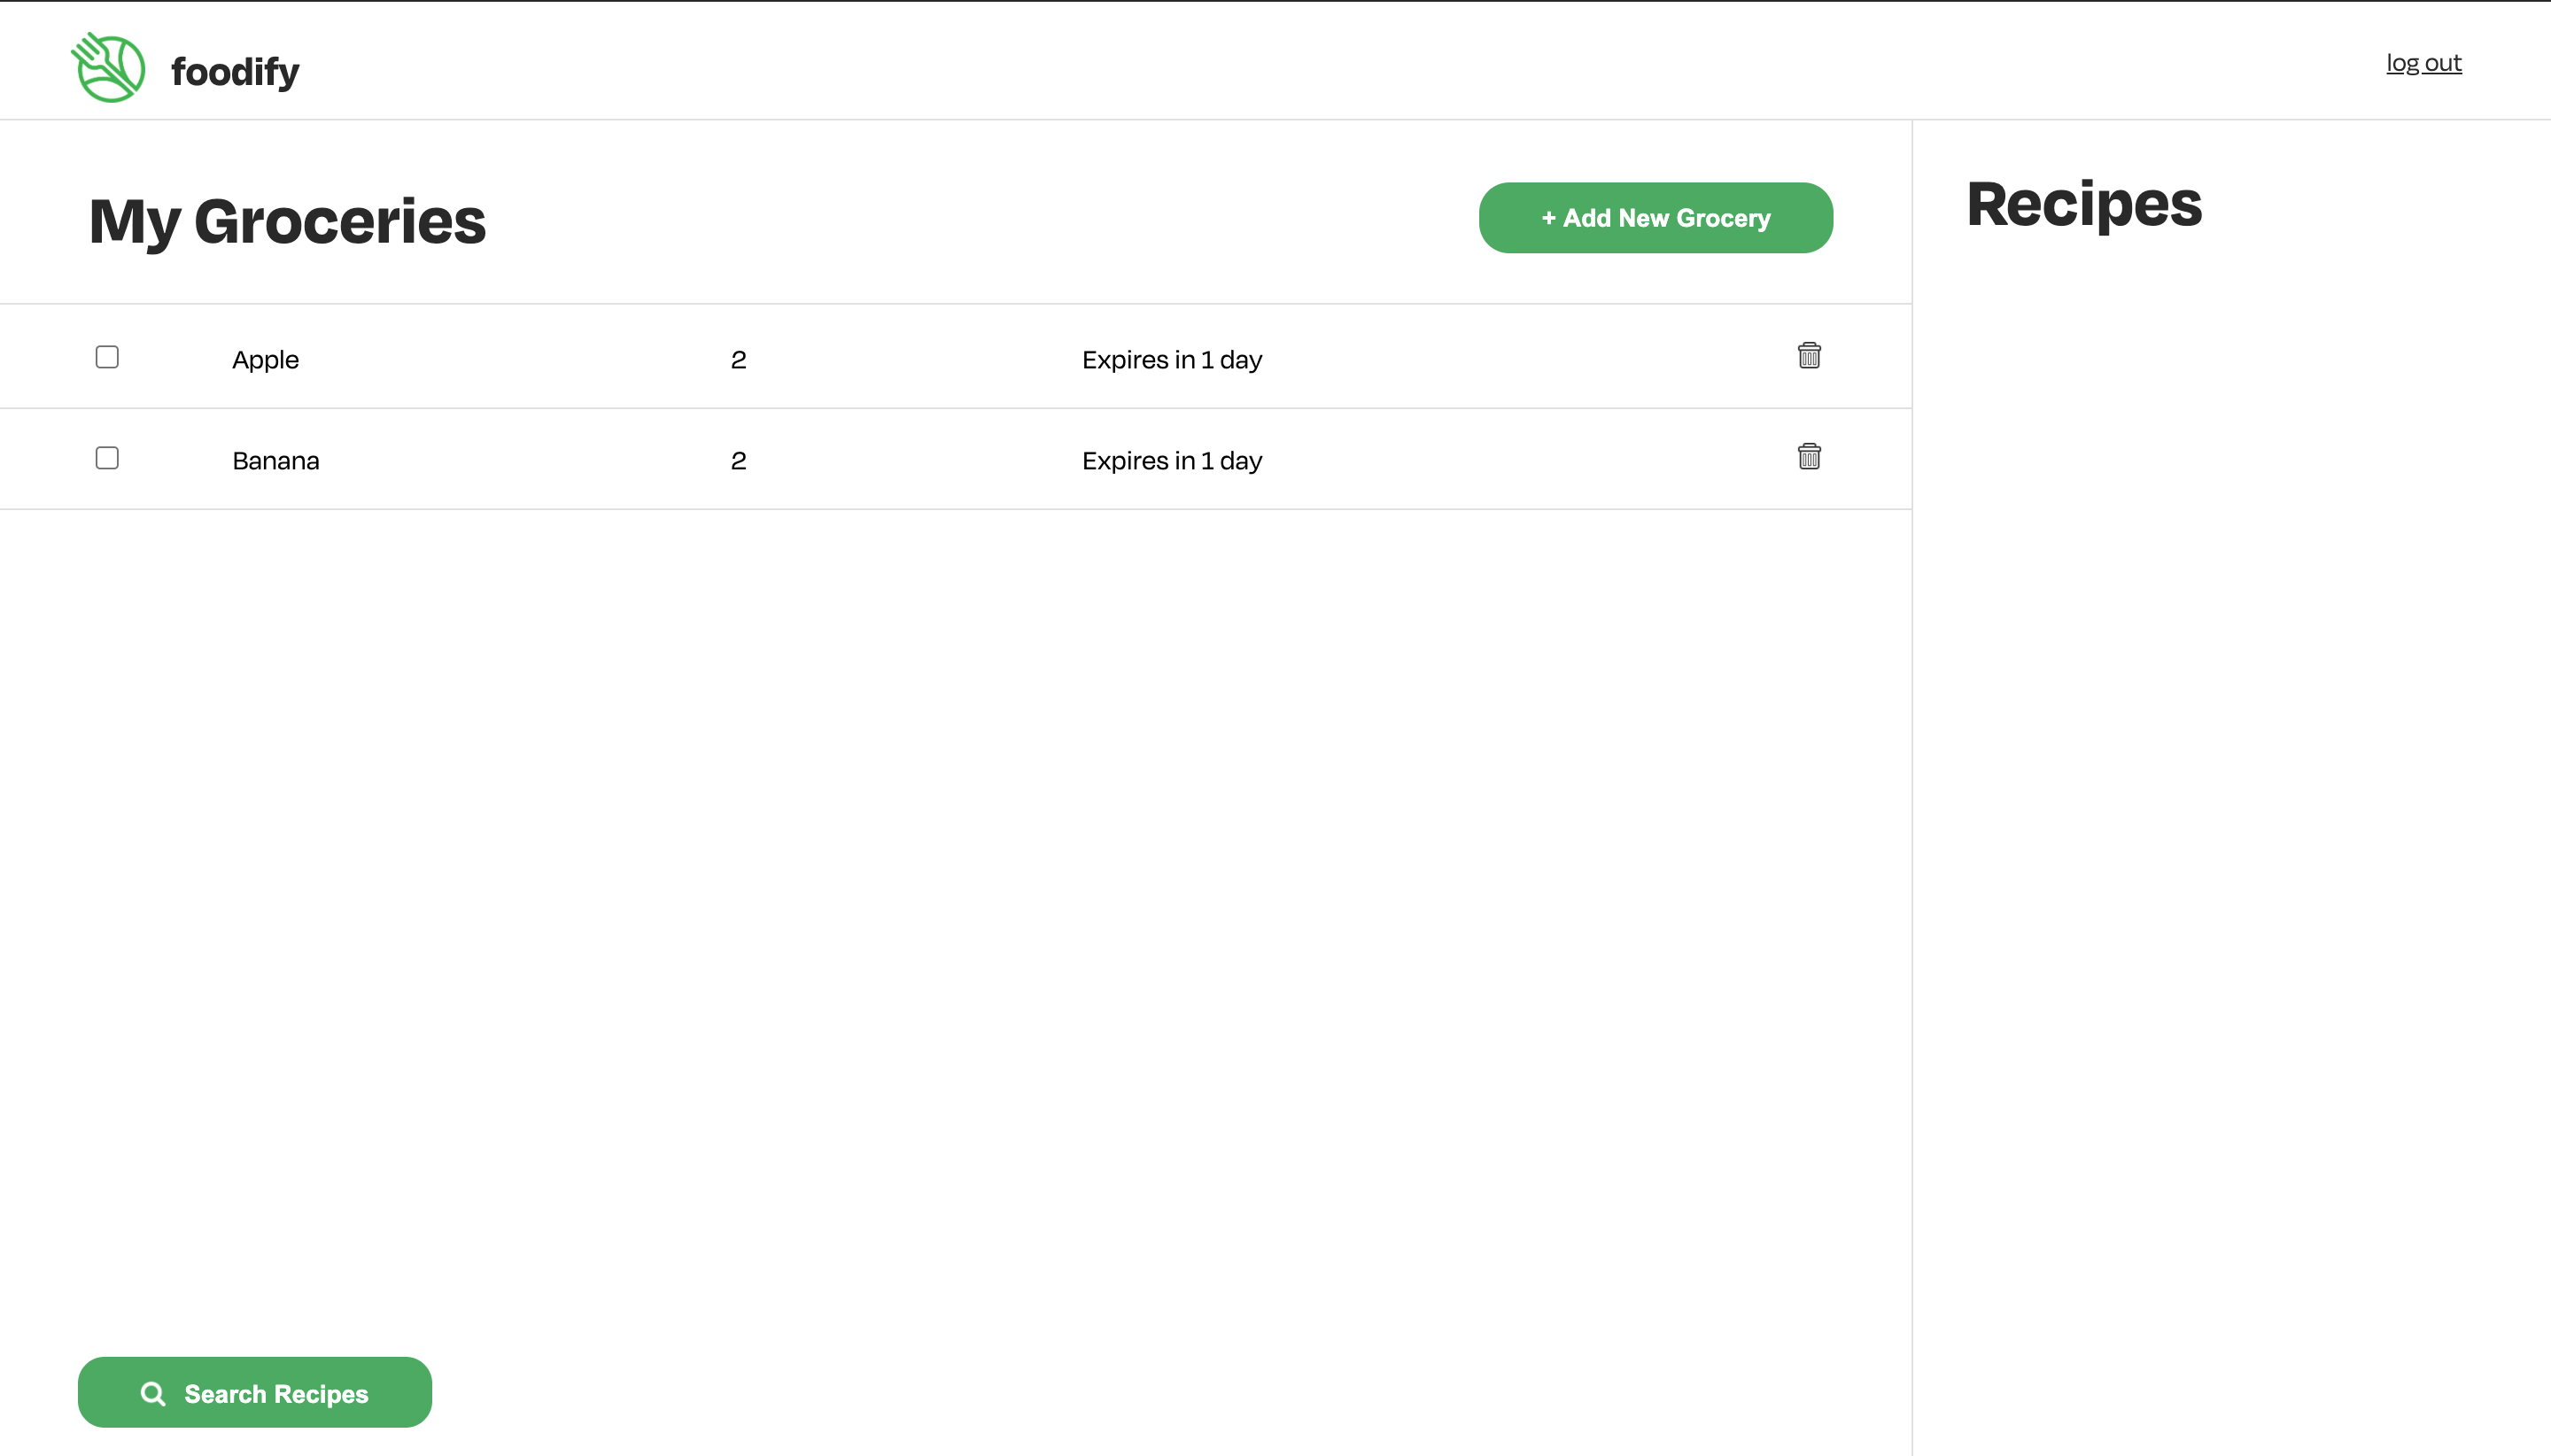 foodify
log out
My Groceries
+ Add New Grocery
Recipes
Apple 2 Expires in 1 day
Banana 2 Expires in 1 day
Search Recipes